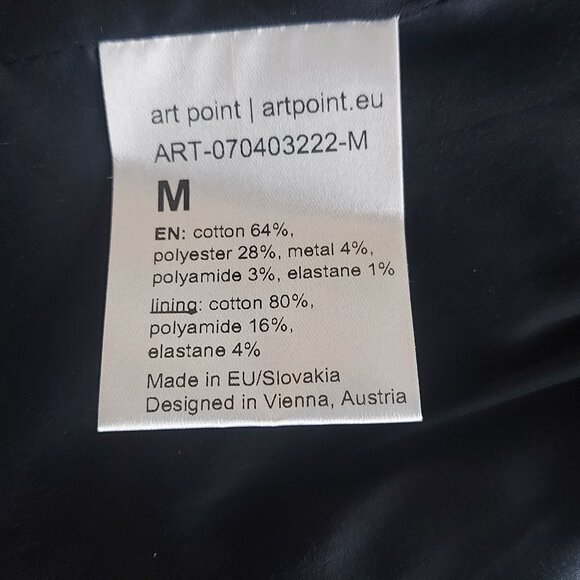 art point | artpoint.eu
ART-070403222-M
M
EN: cotton 64%,
polyester 28%, metal 4%,
polyamide 3%, elastane 1%
lining: cotton 80%,
polyamide 16%,
elastane 4%
Made in EU/Slovakia
Designed in Vienna, Austria